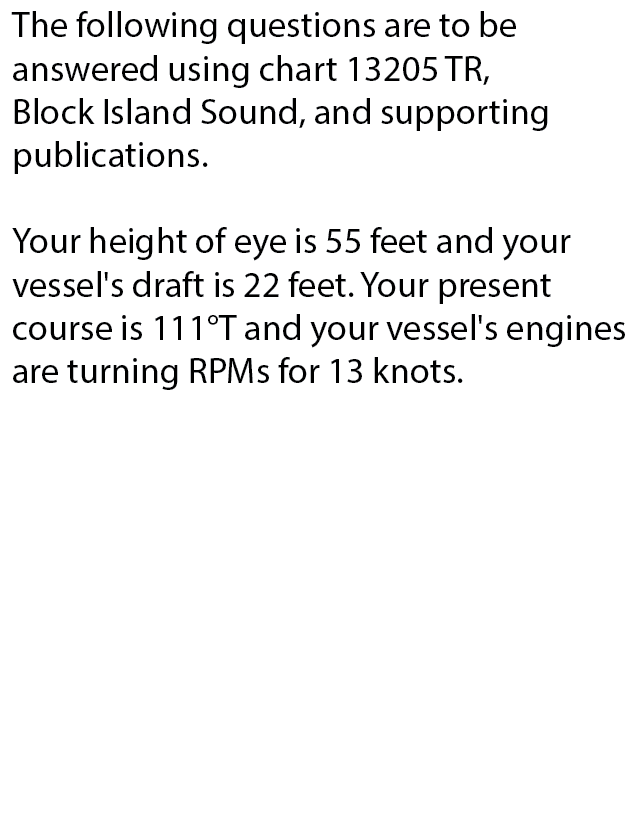 The following questions are to be
answered using chart 13205 TR,
Block Island Sound, and supporting
publications.
Your height of eye is 55 feet and your
vessel's draft is 22 feet. Your present
course is 111°T and your vessel's engines
are turning RPMs for 13 knots.